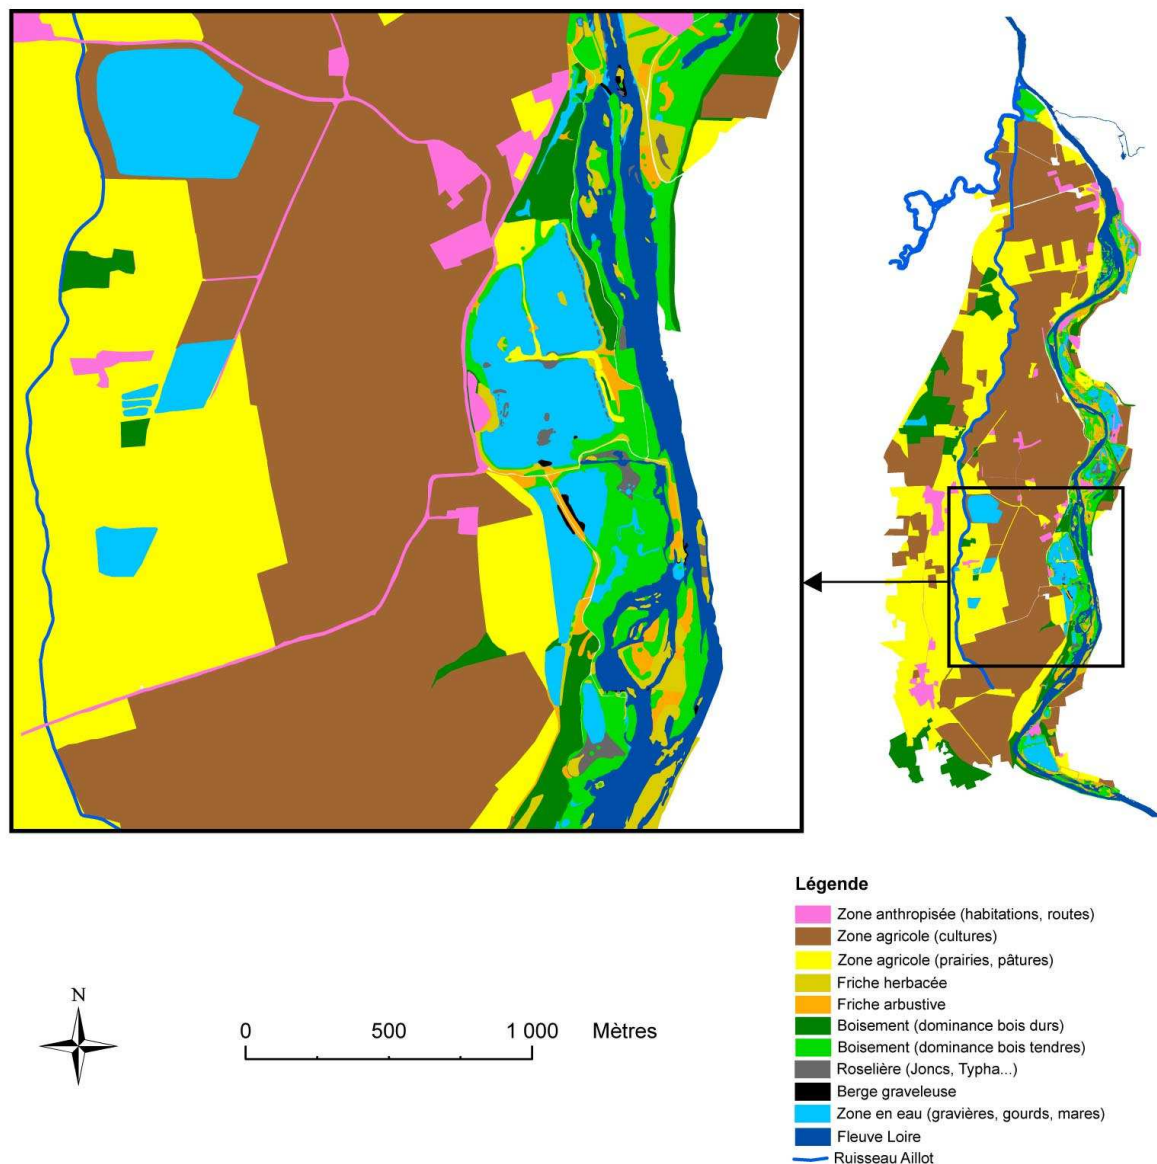 N
0 500 1 000 Mètres
Légende
Zone anthropisée (habitations, routes)
Zone agricole (cultures)
Zone agricole (prairies, pâtures)
Friche herbacée
Friche arbustive
Boisement (dominance bois durs)
Boisement (dominance bois tendres)
Roselière (Joncs, Typha...)
Berge graveleuse
Zone en eau (gravières, gourds, mares)
Fleuve Loire
Ruisseau Aillot